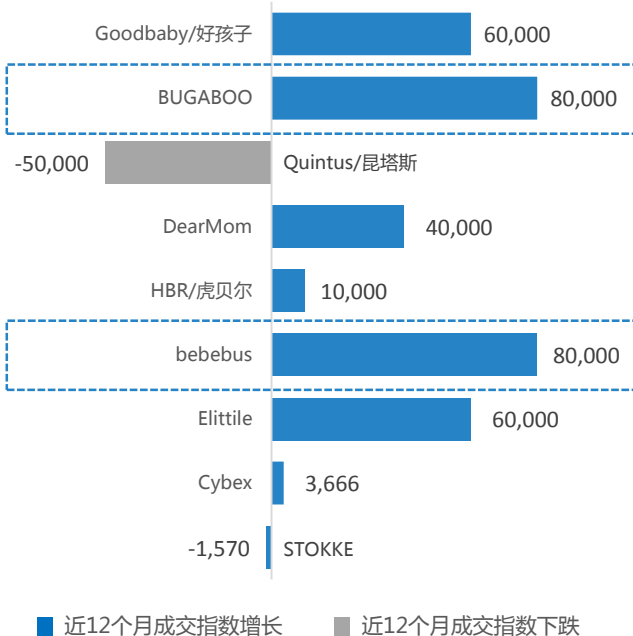 Goodbaby/好孩子 60,000
BUGABOO 80,000
-50,000 Quintus/昆塔斯
DearMom 40,000
HBR/虎贝尔 10,000
bebebus 80,000
Elittile 60,000
Cybex 3,666
-1,570 STOKKE
近12个月成交指数增长 近12个月成交指数下跌